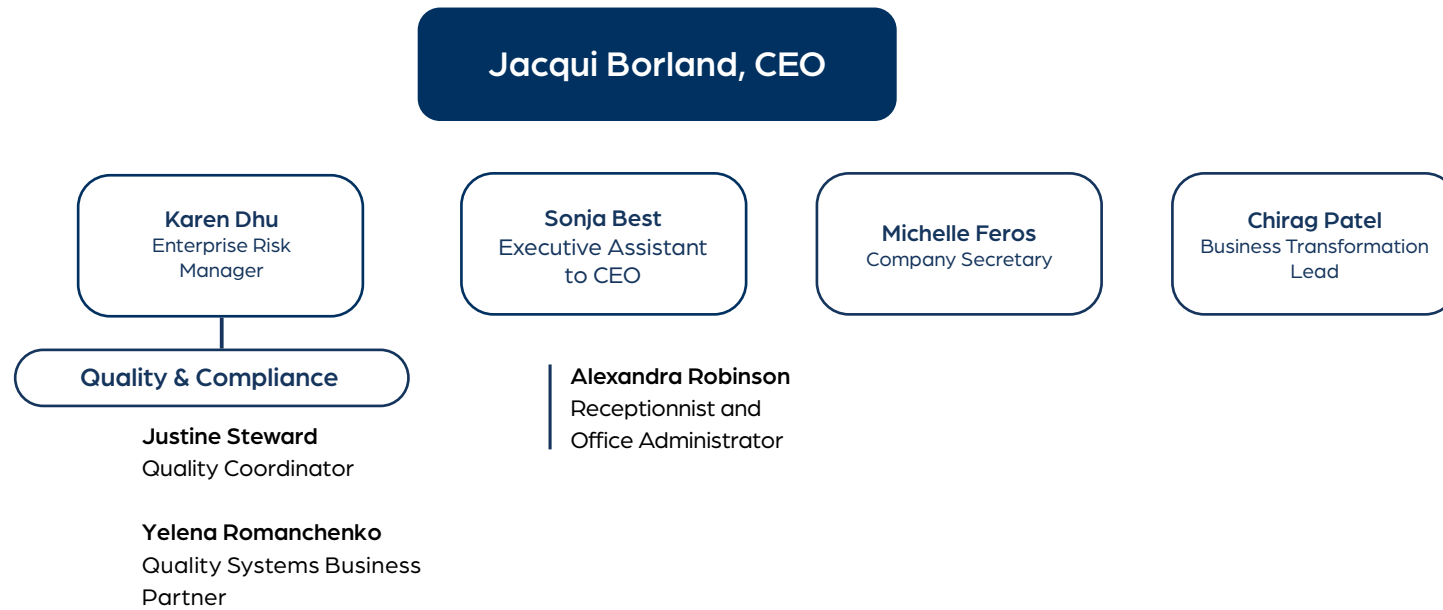 Jacqui Borland, CEO
Karen Dhu
Enterprise Risk
Manager
Sonja Best
Executive Assistant
to CEO
Michelle Feros
Company Secretary
Chirag Patel
Business Transformation
Lead
Quality & Compliance
Justine Steward
Quality Coordinator
Yelena Romanchenko
Quality Systems Business
Partner
Alexandra Robinson
Receptionnist and
Office Administrator